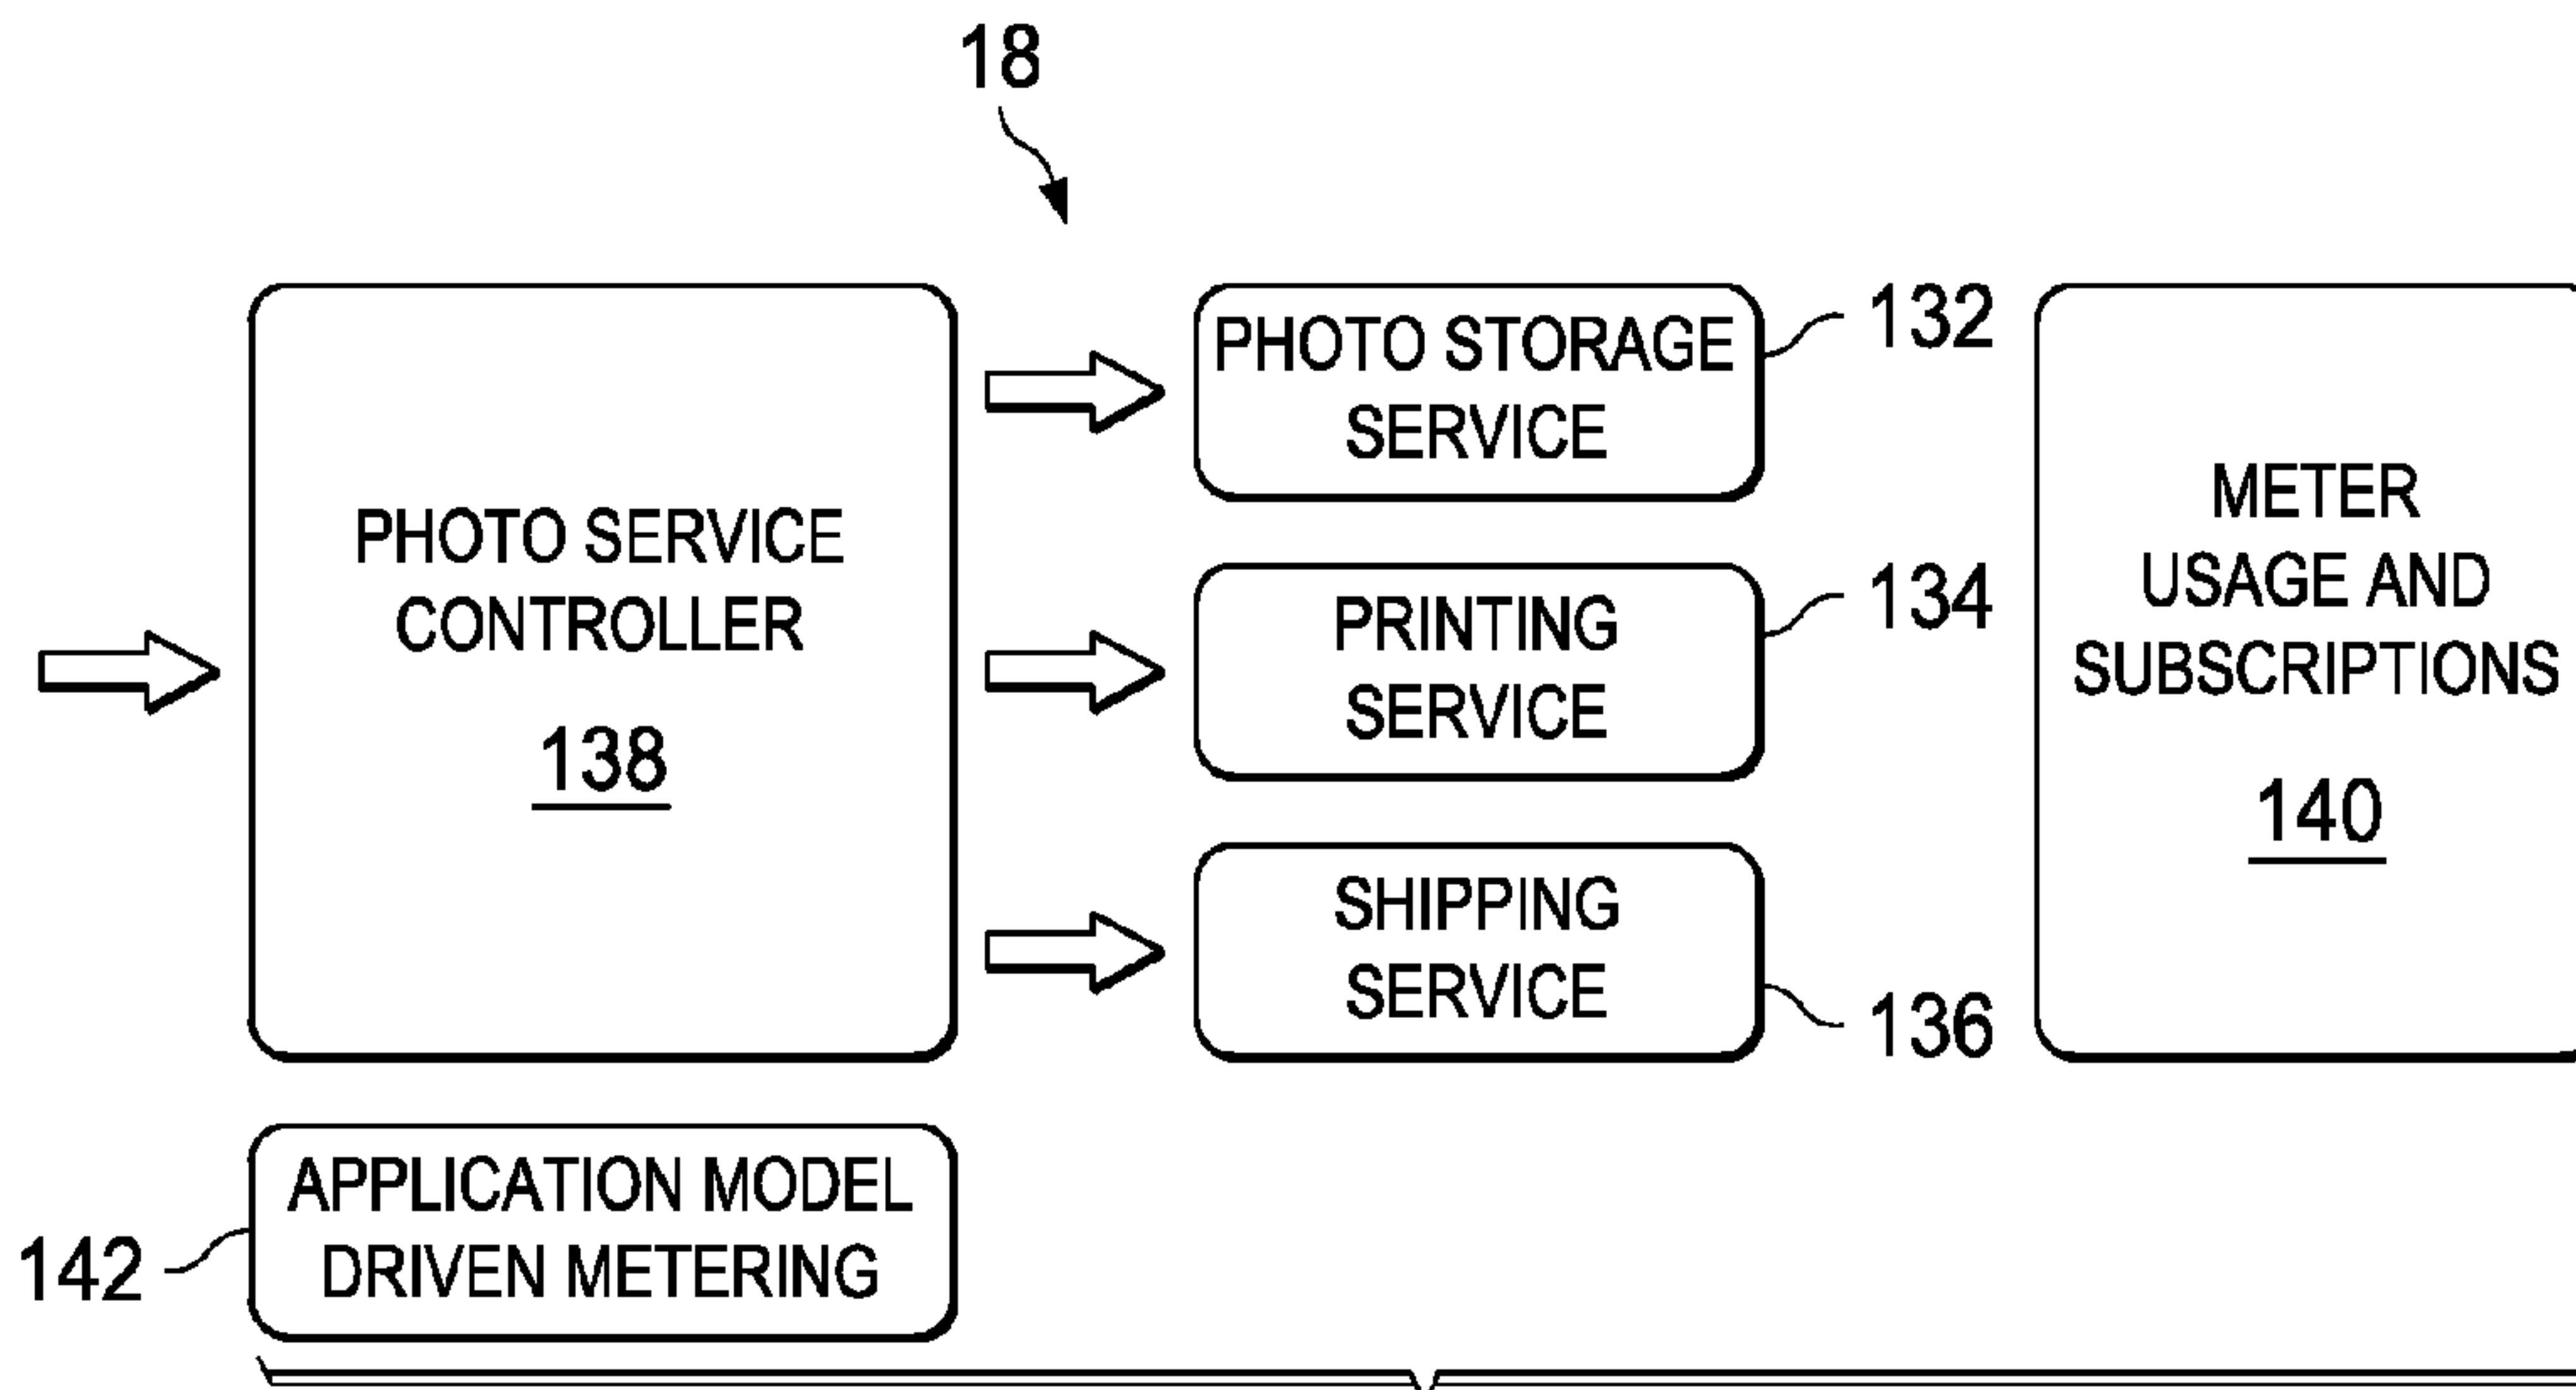 18
PHOTO SERVICE
CONTROLLER
138
PHOTO STORAGE
SERVICE
132
PRINTING
SERVICE
134
SHIPPING
SERVICE
136
METER
USAGE AND
SUBSCRIPTIONS
140
APPLICATION MODEL
DRIVEN METERING
142